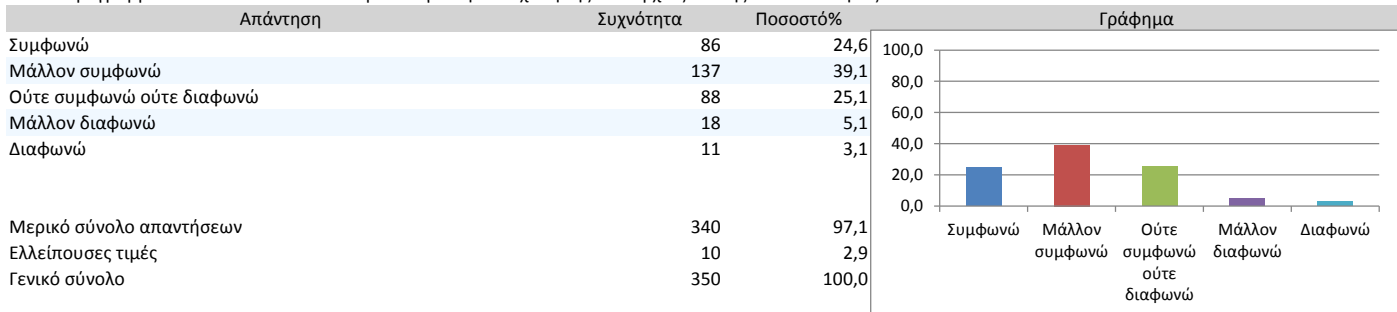 Απάντηση Συχνότητα Ποσοστό% Γράφημα
Συμφωνώ 86 24,6
Μάλλον συμφωνώ 137 39,1
Ούτε συμφωνώ ούτε διαφωνώ 88 25,1
Μάλλον διαφωνώ 18 5,1
Διαφωνώ 11 3,1
Μερικό σύνολο απαντήσεων 340 97,1
Ελλείπουσες τιμές 10 2,9
Γενικό σύνολο 350 100,0
100,0
80,0
60,0
40,0
20,0
0,0
Συμφωνώ Μάλλον Ούτε Μάλλον Διαφωνώ
συμφωνώ συμφωνώ διαφωνώ
ούτε
διαφωνώ